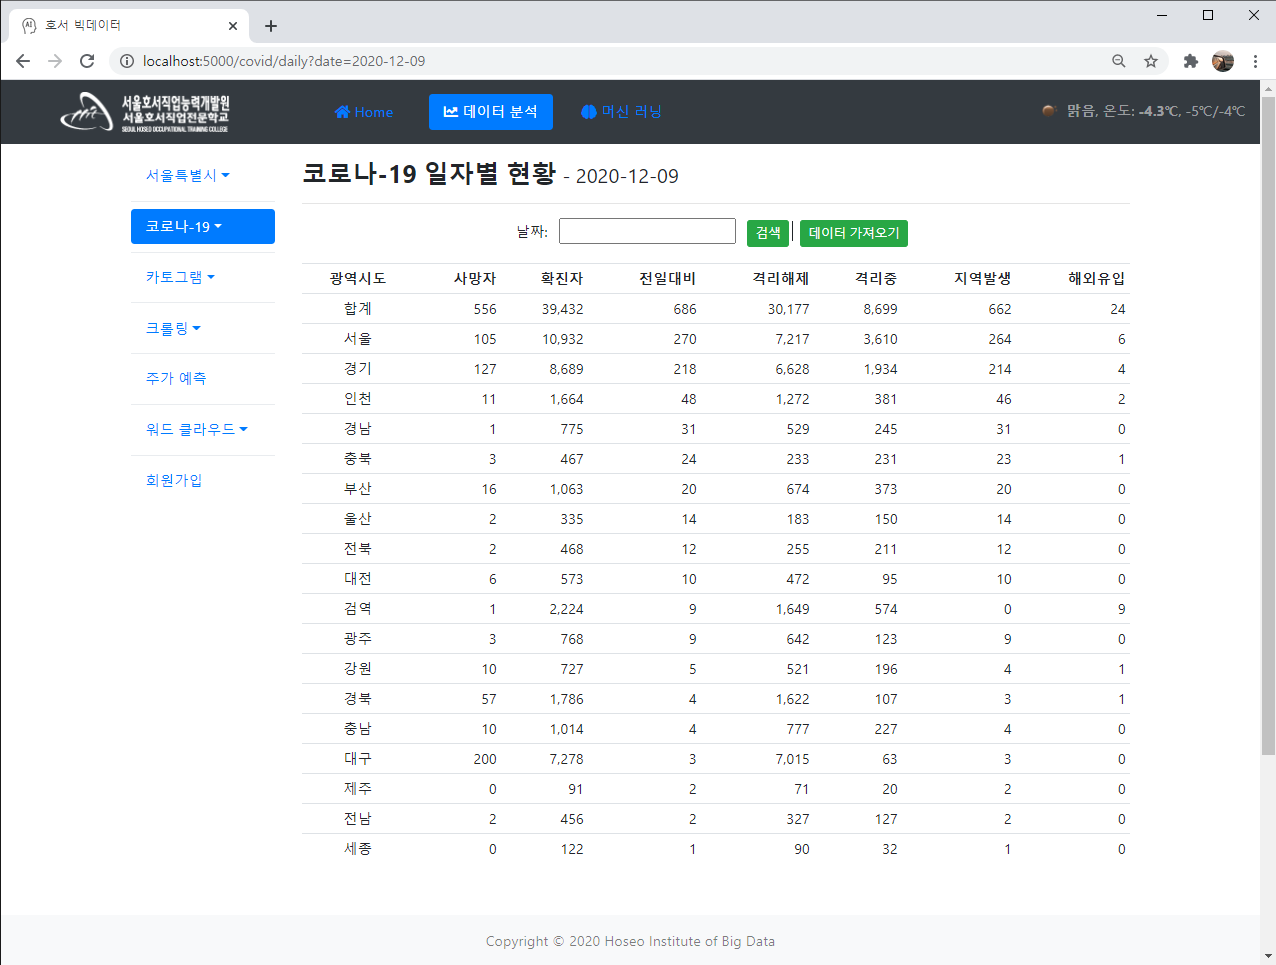 호서 빅데이터
localhost:5000/covid/daily?date=2020-12-09
서울호서직업능력개발원
서울호서직업전문학교
SEOUL HOSEO OCCUPATIONAL TRAINING COLLEGE
Home 데이터 분석 머신 러닝 맑음, 온도: -4.3℃, -5℃/-4℃
서울특별시
코로나-19
카토그램
크롤링
주가 예측
워드 클라우드
회원가입
코로나-19 일자별 현황 - 2020-12-09
날짜: 검색 | 데이터 가져오기
광역시도 사망자 확진자 전일대비 격리해제 격리중 지역발생 해외유입
합계 556 39,432 686 30,177 8,699 662 24
서울 105 10,932 270 7,217 3,610 264 6
경기 127 8,689 218 6,628 1,934 214 4
인천 11 1,664 48 1,272 381 46 2
경남 1 775 31 529 245 31 0
충북 3 467 24 233 231 23 1
부산 16 1,063 20 674 373 20 0
울산 2 335 14 183 150 14 0
전북 2 468 12 255 211 12 0
대전 6 573 10 472 95 10 0
검역 1 2,224 9 1,649 574 0 9
광주 3 768 9 642 123 9 0
강원 10 727 5 521 196 4 1
경북 57 1,786 4 1,622 107 3 1
충남 10 1,014 4 777 227 4 0
대구 200 7,278 3 7,015 63 3 0
제주 0 91 2 71 20 2 0
전남 2 456 2 327 127 2 0
세종 0 122 1 90 32 1 0
Copyright © 2020 Hoseo Institute of Big Data